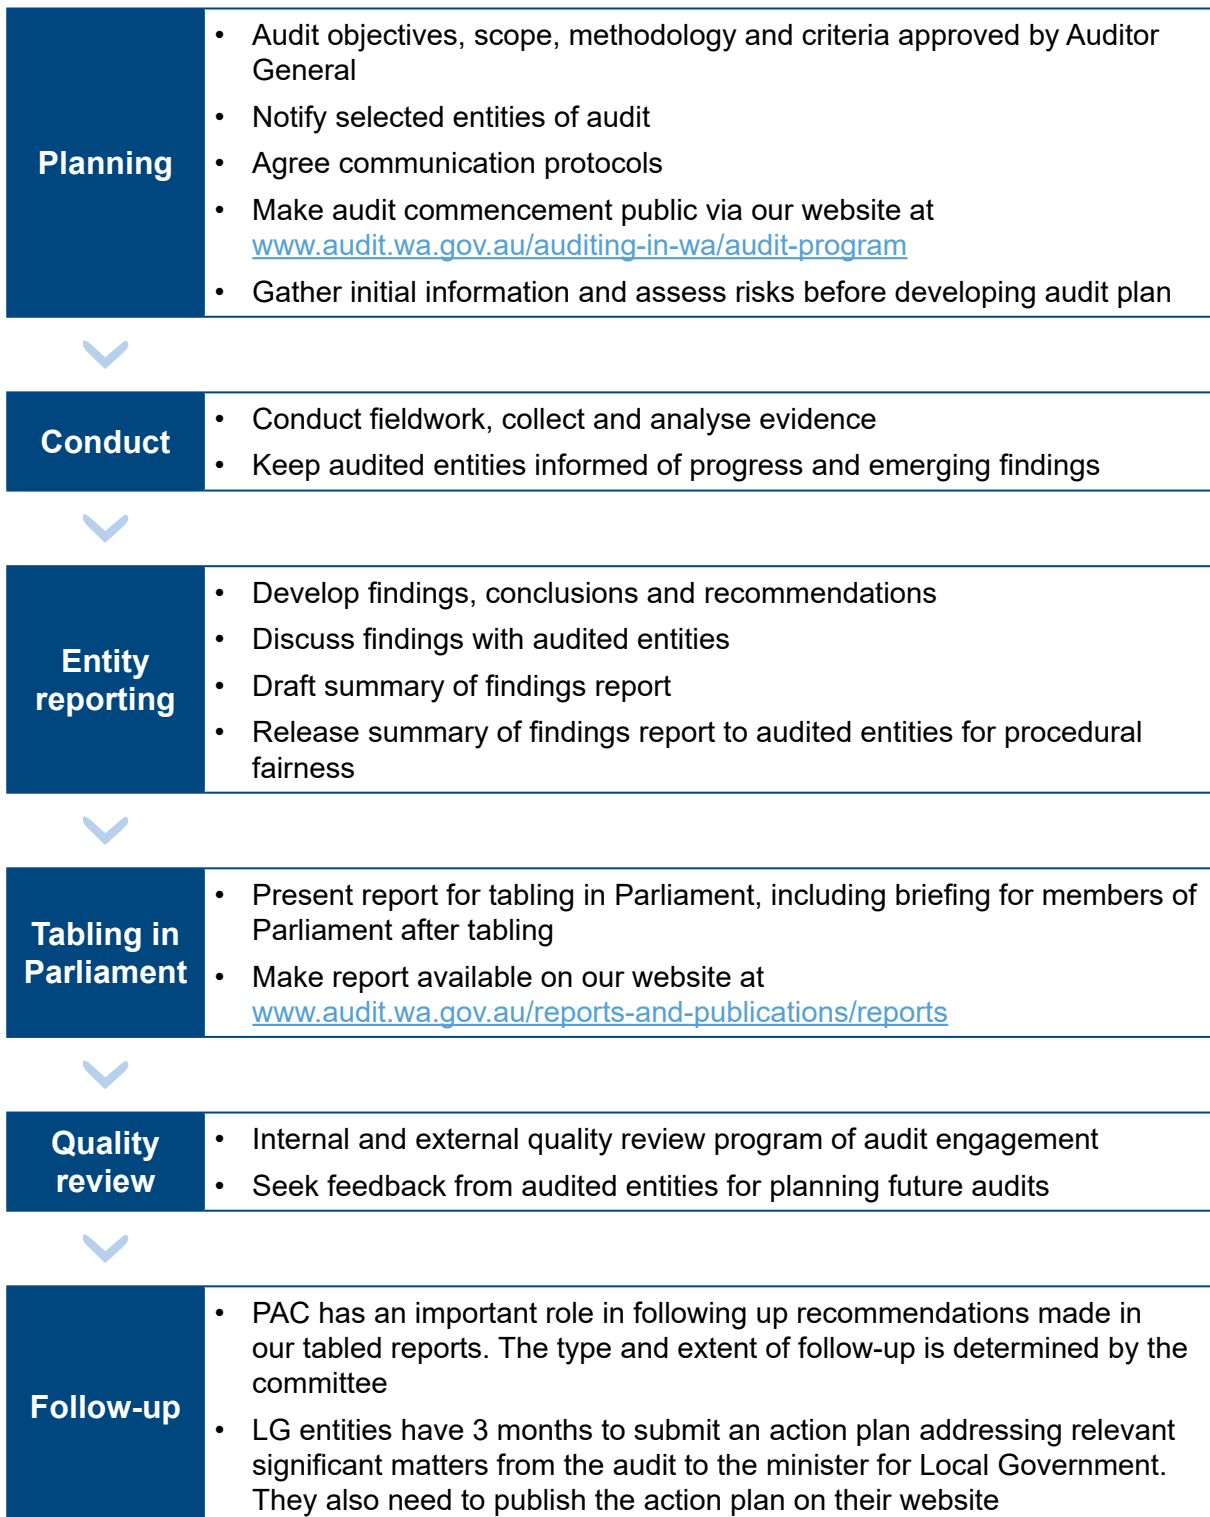 Planning
• Audit objectives, scope, methodology and criteria approved by Auditor
General
• Notify selected entities of audit
• Agree communication protocols
• Make audit commencement public via our website at
www.audit.wa.gov.au/auditing-in-wa/audit-program
• Gather initial information and assess risks before developing audit plan
Conduct
• Conduct fieldwork, collect and analyse evidence
• Keep audited entities informed of progress and emerging findings
Entity
reporting
• Develop findings, conclusions and recommendations
• Discuss findings with audited entities
• Draft summary of findings report
• Release summary of findings report to audited entities for procedural
fairness
Tabling in
Parliament
• Present report for tabling in Parliament, including briefing for members of
Parliament after tabling
• Make report available on our website at
www.audit.wa.gov.au/reports-and-publications/reports
Quality
review
• Internal and external quality review program of audit engagement
• Seek feedback from audited entities for planning future audits
Follow-up
• PAC has an important role in following up recommendations made in
our tabled reports. The type and extent of follow-up is determined by the
committee
• LG entities have 3 months to submit an action plan addressing relevant
significant matters from the audit to the minister for Local Government.
They also need to publish the action plan on their website